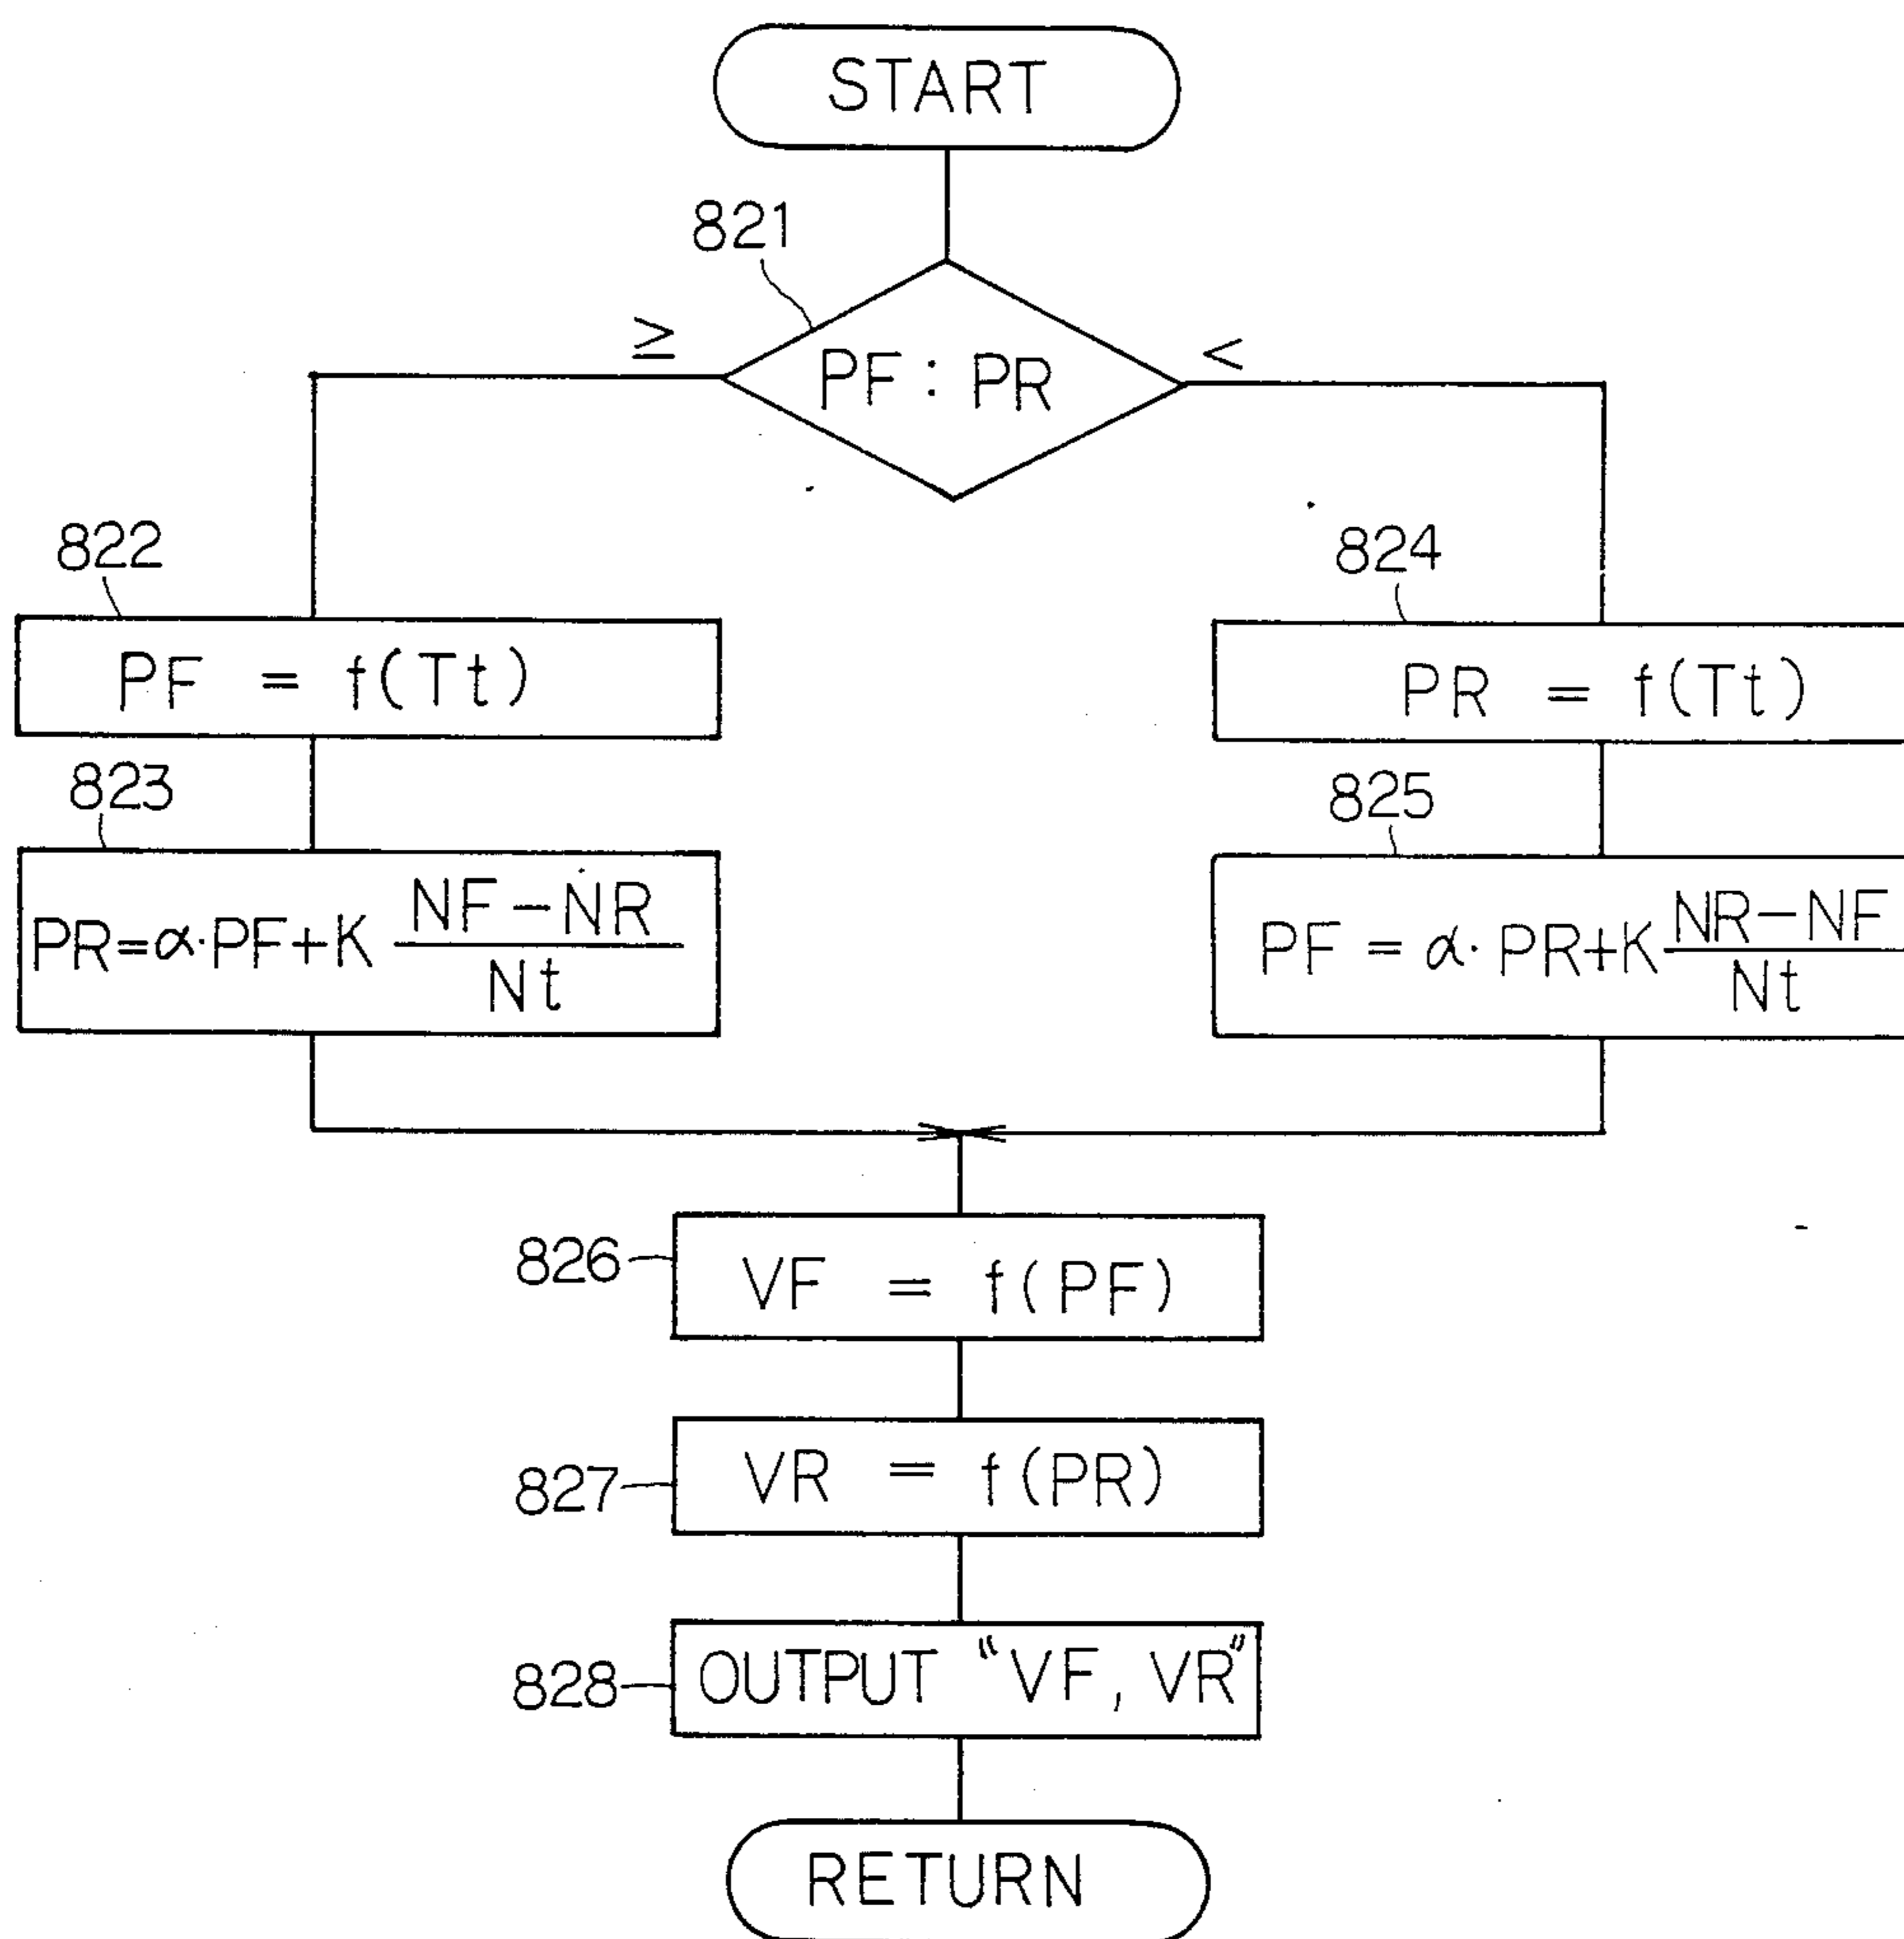 START
821
≥
<
PF : PR
822
824
PF = f(Tt)
PR = f(Tt)
823
825
PR=α·PF+K (NF−NR)/Nt
PF = α· PR+K (NR−NF)/Nt
826
VF = f(PF)
827
VR = f(PR)
828
OUTPUT “VF, VR”
RETURN